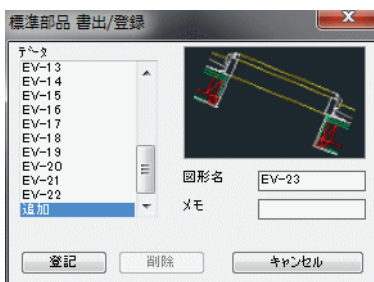 標準部品 書出/登録
データ
EV-13
EV-14
EV-15
EV-16
EV-17
EV-18
EV-19
EV-20
EV-21
EV-22
追加
図形名 EV-23
メモ
登記 削除 キャンセル